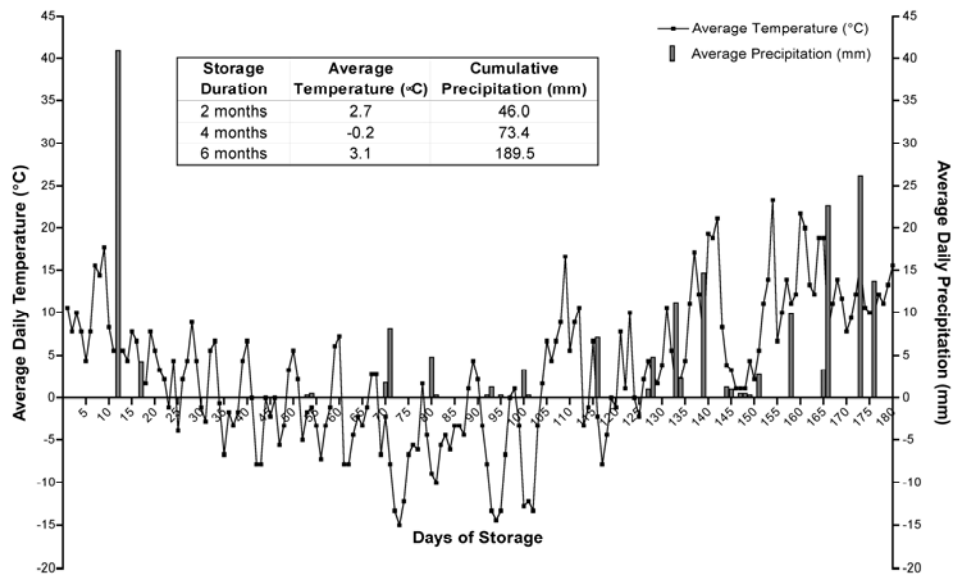 Average Temperature (°C)
Average Precipitation (mm)
Storage Duration
Average Temperature (∝C)
Cumulative Precipitation (mm)
2 months 2.7 46.0
4 months -0.2 73.4
6 months 3.1 189.5
Average Daily Temperature (°C)
45
40
35
30
25
20
15
10
5
0
-5
-10
-15
-20
5 10 15 20 25 30 35 40 45 50 55 60 65 70 75 80 85 90 95 100 105 110 115 120 125 130 135 140 145 150 155 160 165 170 175 180
Days of Storage
45
40
35
30
25
20
15
10
5
0
-5
-10
-15
-20
Average Daily Precipitation (mm)